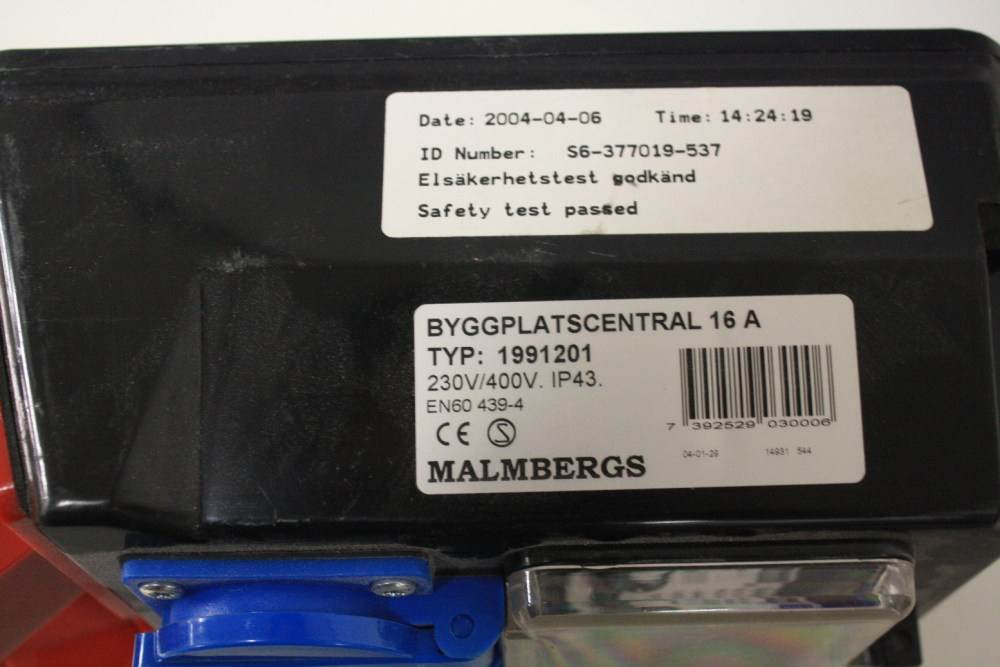 Date: 2004-04-06 Time: 14:24:19
ID Number: S6-377019-537
Elsäkerhetstest godkänd
Safety test passed
BYGGPLATSCENTRAL 16 A
TYP: 1991201
230V/400V. IP43.
EN60 439-4
CE S
MALMBERGS
7 392529 030006
04-01-29 14931 544